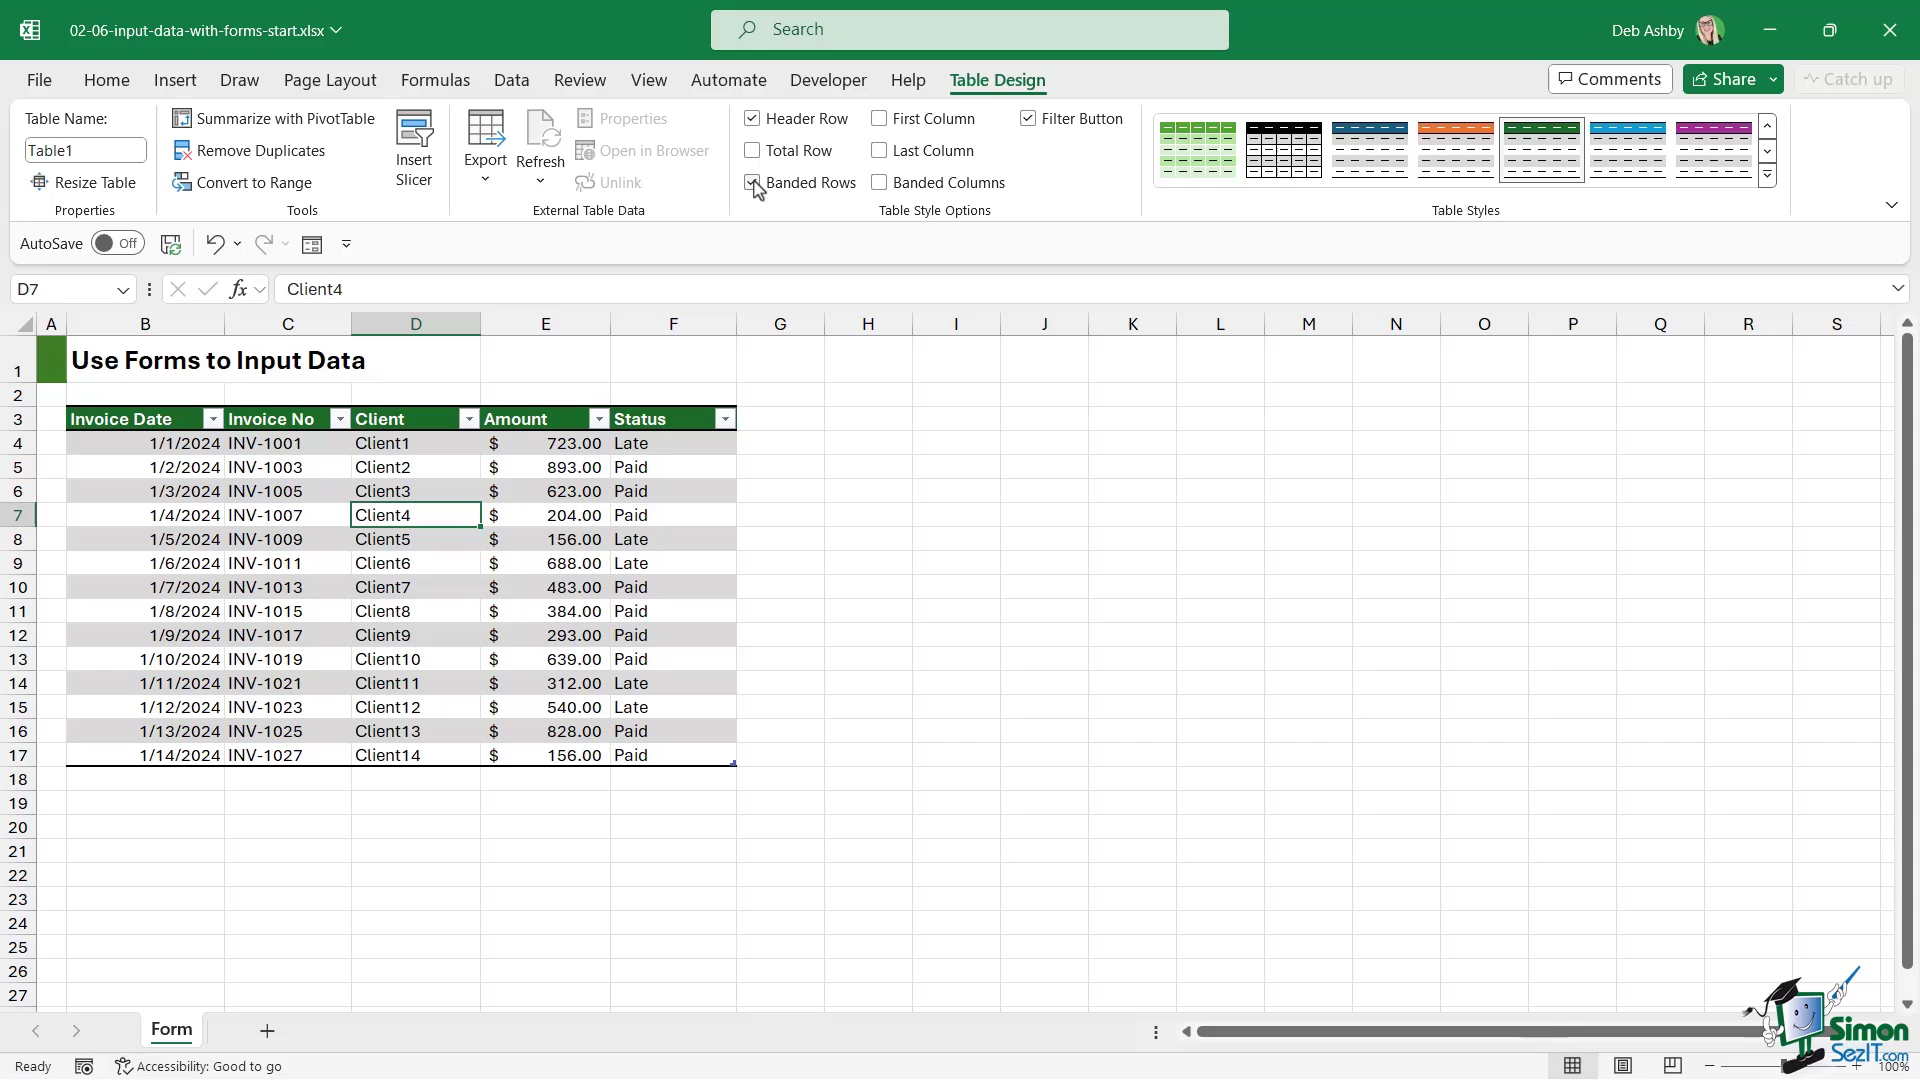 02-06-input-data-with-forms-start.xlsx
Search
Deb Ashby
File Home Insert Draw Page Layout Formulas Data Review View Automate Developer Help Table Design
Comments Share Catch up
Table Name:
Table1
Resize Table
Properties
Summarize with PivotTable
Remove Duplicates
Convert to Range
Tools
Insert
Slicer
Export
Refresh
Properties
Open in Browser
Unlink
External Table Data
Header Row
Total Row
Banded Rows
First Column
Last Column
Banded Columns
Filter Button
Table Style Options
Table Styles
AutoSave Off
D7
fx
Client4
A B C D E F G H I J K L M N O P Q R S
1 Use Forms to Input Data
2
3 Invoice Date Invoice No Client Amount Status
4 1/1/2024 INV-1001 Client1 $ 723.00 Late
5 1/2/2024 INV-1003 Client2 $ 893.00 Paid
6 1/3/2024 INV-1005 Client3 $ 623.00 Paid
7 1/4/2024 INV-1007 Client4 $ 204.00 Paid
8 1/5/2024 INV-1009 Client5 $ 156.00 Late
9 1/6/2024 INV-1011 Client6 $ 688.00 Late
10 1/7/2024 INV-1013 Client7 $ 483.00 Paid
11 1/8/2024 INV-1015 Client8 $ 384.00 Paid
12 1/9/2024 INV-1017 Client9 $ 293.00 Paid
13 1/10/2024 INV-1019 Client10 $ 639.00 Paid
14 1/11/2024 INV-1021 Client11 $ 312.00 Late
15 1/12/2024 INV-1023 Client12 $ 540.00 Late
16 1/13/2024 INV-1025 Client13 $ 828.00 Paid
17 1/14/2024 INV-1027 Client14 $ 156.00 Paid
18
19
20
21
22
23
24
25
26
27
Form
Simon
SezIT.com
Ready
Accessibility: Good to go
100%